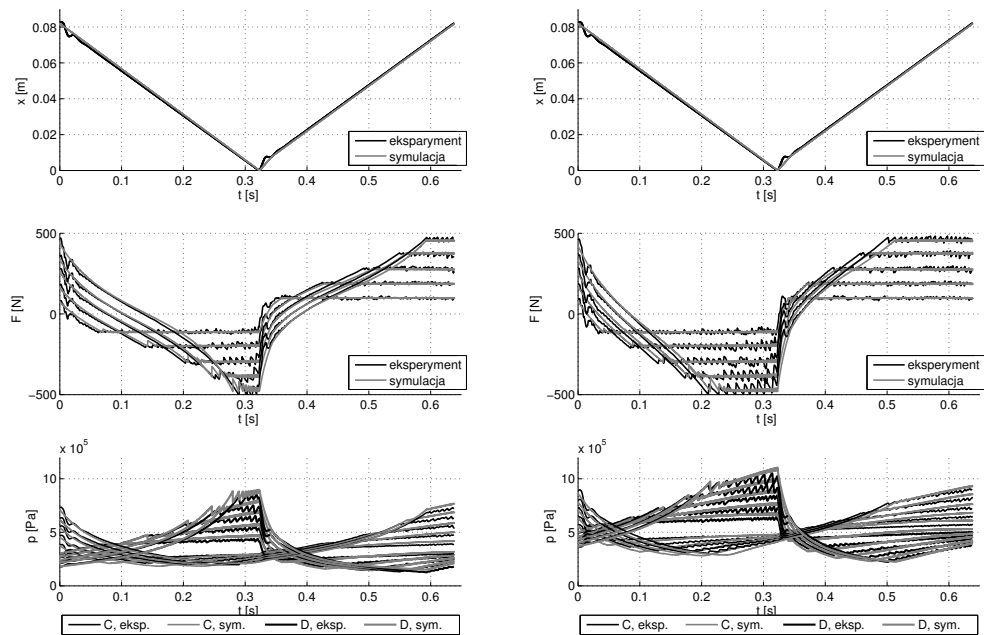 0.08
0.06
0.04
0.02
0
x [m]
0 0.1 0.2 0.3 0.4 0.5 0.6
t [s]
eksparyment
symulacja
0.08
0.06
0.04
0.02
0
x [m]
0 0.1 0.2 0.3 0.4 0.5 0.6
t [s]
eksparyment
symulacja
500
0
−500
F [N]
0 0.1 0.2 0.3 0.4 0.5 0.6
t [s]
eksperyment
symulacja
500
0
−500
F [N]
0 0.1 0.2 0.3 0.4 0.5 0.6
t [s]
eksperyment
symulacja
x 10⁵
10
5
0
p [Pa]
0 0.1 0.2 0.3 0.4 0.5 0.6
t [s]
C, eksp. C, sym. D, eksp. D, sym.
x 10⁵
10
5
0
p [Pa]
0 0.1 0.2 0.3 0.4 0.5 0.6
t [s]
C, eksp. C, sym. D, eksp. D, sym.